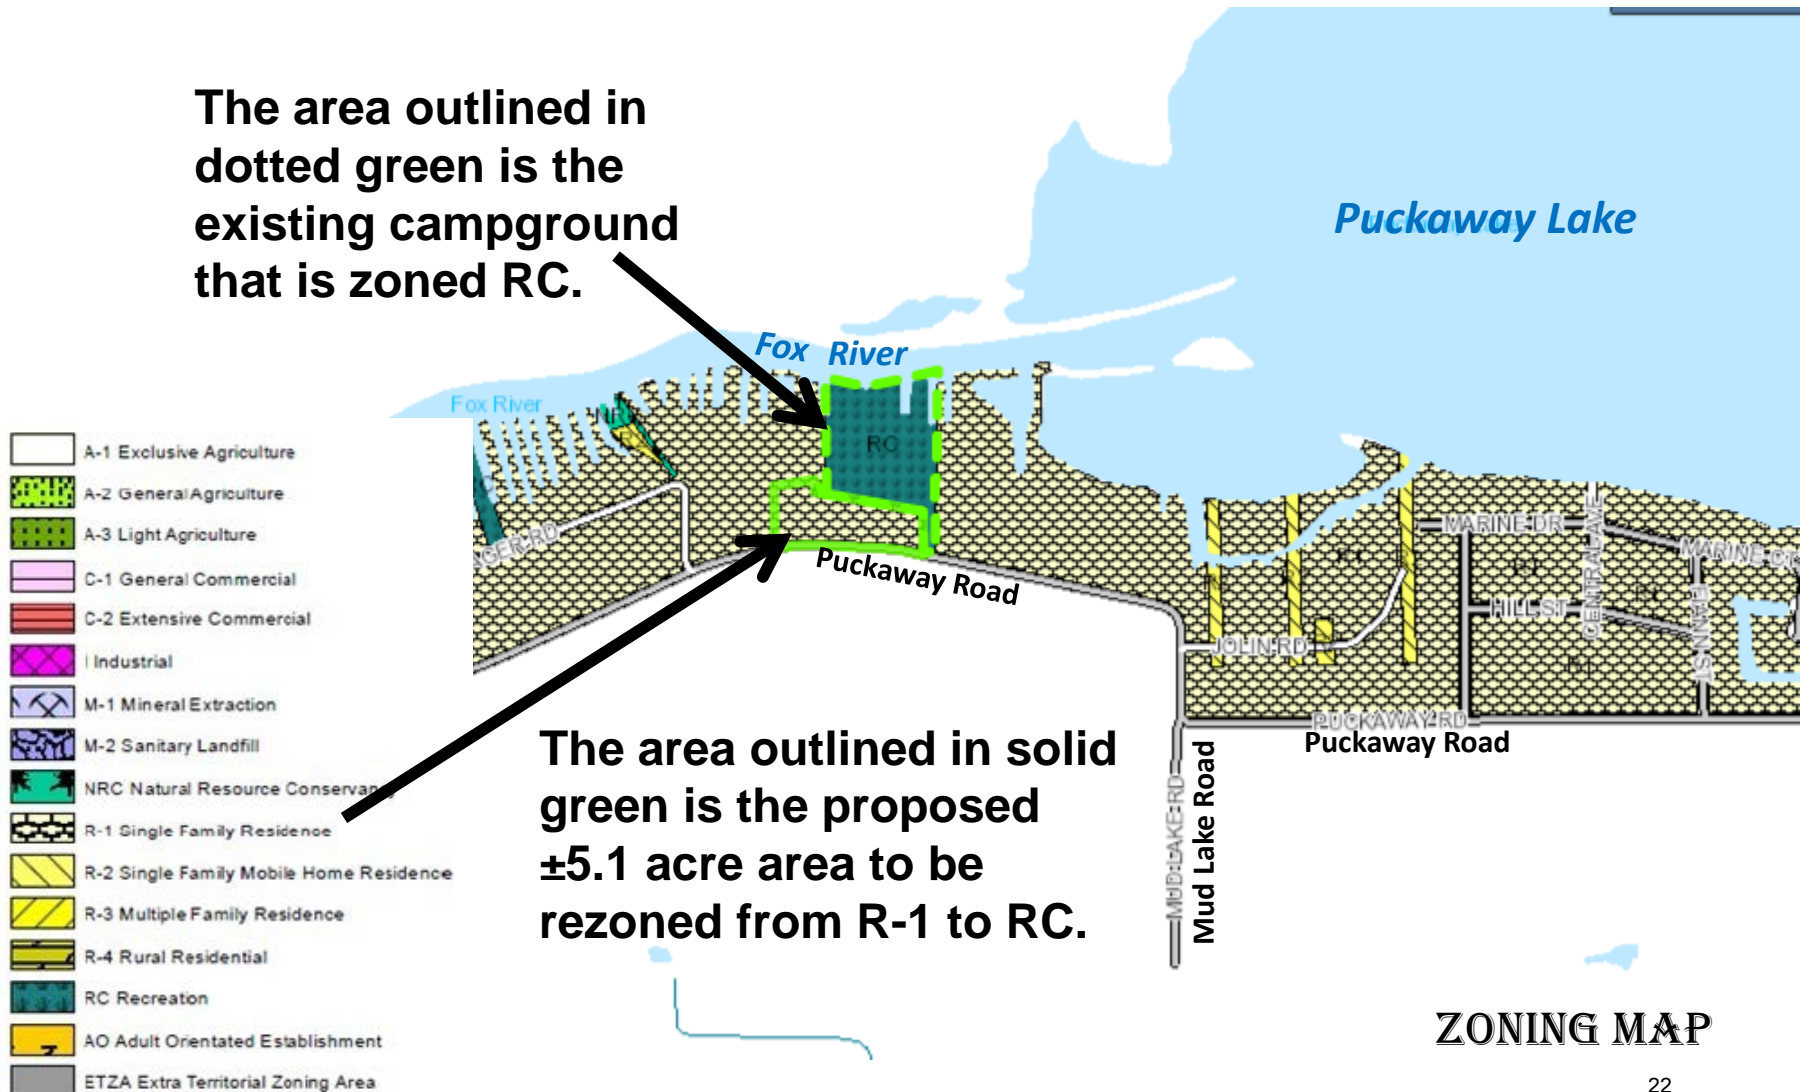 The area outlined in
dotted green is the
existing campground
that is zoned RC.
Puckaway Lake
Fox River
Fox River
RC
A-1 Exclusive Agriculture
A-2 General Agriculture
A-3 Light Agriculture
C-1 General Commercial
C-2 Extensive Commercial
I Industrial
M-1 Mineral Extraction
M-2 Sanitary Landfill
NRC Natural Resource Conservancy
R-1 Single Family Residence
R-2 Single Family Mobile Home Residence
R-3 Multiple Family Residence
R-4 Rural Residential
RC Recreation
AO Adult Orientated Establishment
ETZA Extra Territorial Zoning Area
Puckaway Road
MARINE DR
MARINE CT
CENTRAL AVE
HILL ST
JOLIN RD
PUCKAWAY RD
Puckaway Road
MUD LAKE RD
Mud Lake Road
The area outlined in solid
green is the proposed
±5.1 acre area to be
rezoned from R-1 to RC.
ZONING MAP
22